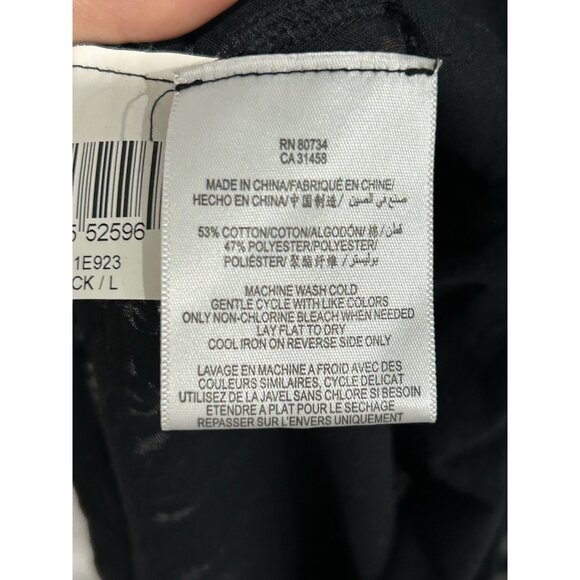 RN 80734
CA 31458
MADE IN CHINA/FABRIQUÉ EN CHINE/
HECHO EN CHINA/中国制造/صنع في الصين
53% COTTON/COTON/ALGODÓN/棉/قطن
47% POLYESTER/POLYESTER/
POLIÉSTER/聚酯纤维/بوليستر
MACHINE WASH COLD
GENTLE CYCLE WITH LIKE COLORS
ONLY NON-CHLORINE BLEACH WHEN NEEDED
LAY FLAT TO DRY
COOL IRON ON REVERSE SIDE ONLY
LAVAGE EN MACHINE A FROID AVEC DES
COULEURS SIMILAIRES, CYCLE DELICAT
UTILISEZ DE LA JAVEL SANS CHLORE SI BESOIN
ETENDRE A PLAT POUR LE SECHAGE
REPASSER SUR L'ENVERS UNIQUEMENT
5 52596
1E923
CK / L